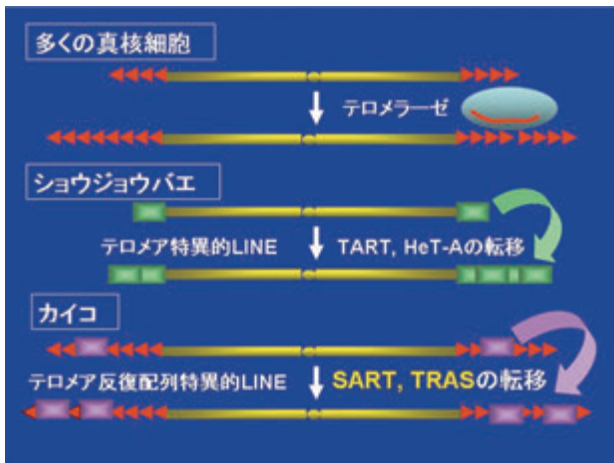 多くの真核細胞
テロメラーゼ
ショウジョウバエ
テロメア特異的LINE
TART, HeT-Aの転移
カイコ
テロメア反復配列特異的LINE
SART, TRASの転移